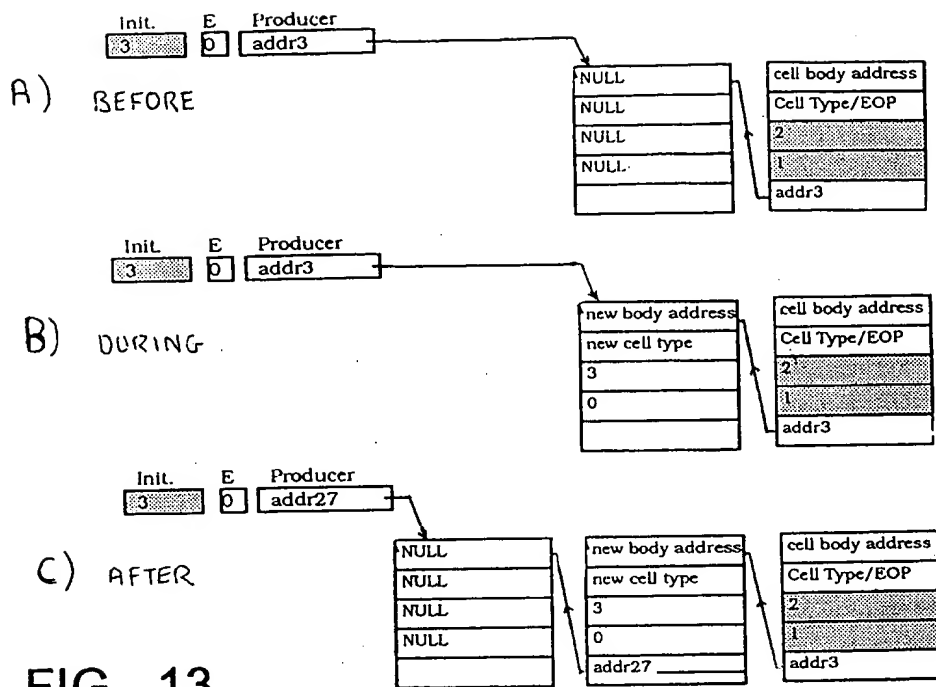 Init. E Producer
3 0 addr3
A) BEFORE
NULL
NULL
NULL
NULL
cell body address
Cell Type/EOP
2
1
addr3
Init. E Producer
3 0 addr3
B) DURING
new body address
new cell type
3
0
cell body address
Cell Type/EOP
2
1
addr3
Init. E Producer
3 0 addr27
C) AFTER
NULL
NULL
NULL
NULL
new body address
new cell type
3
0
addr27
cell body address
Cell Type/EOP
2
1
addr3
FIG. 13